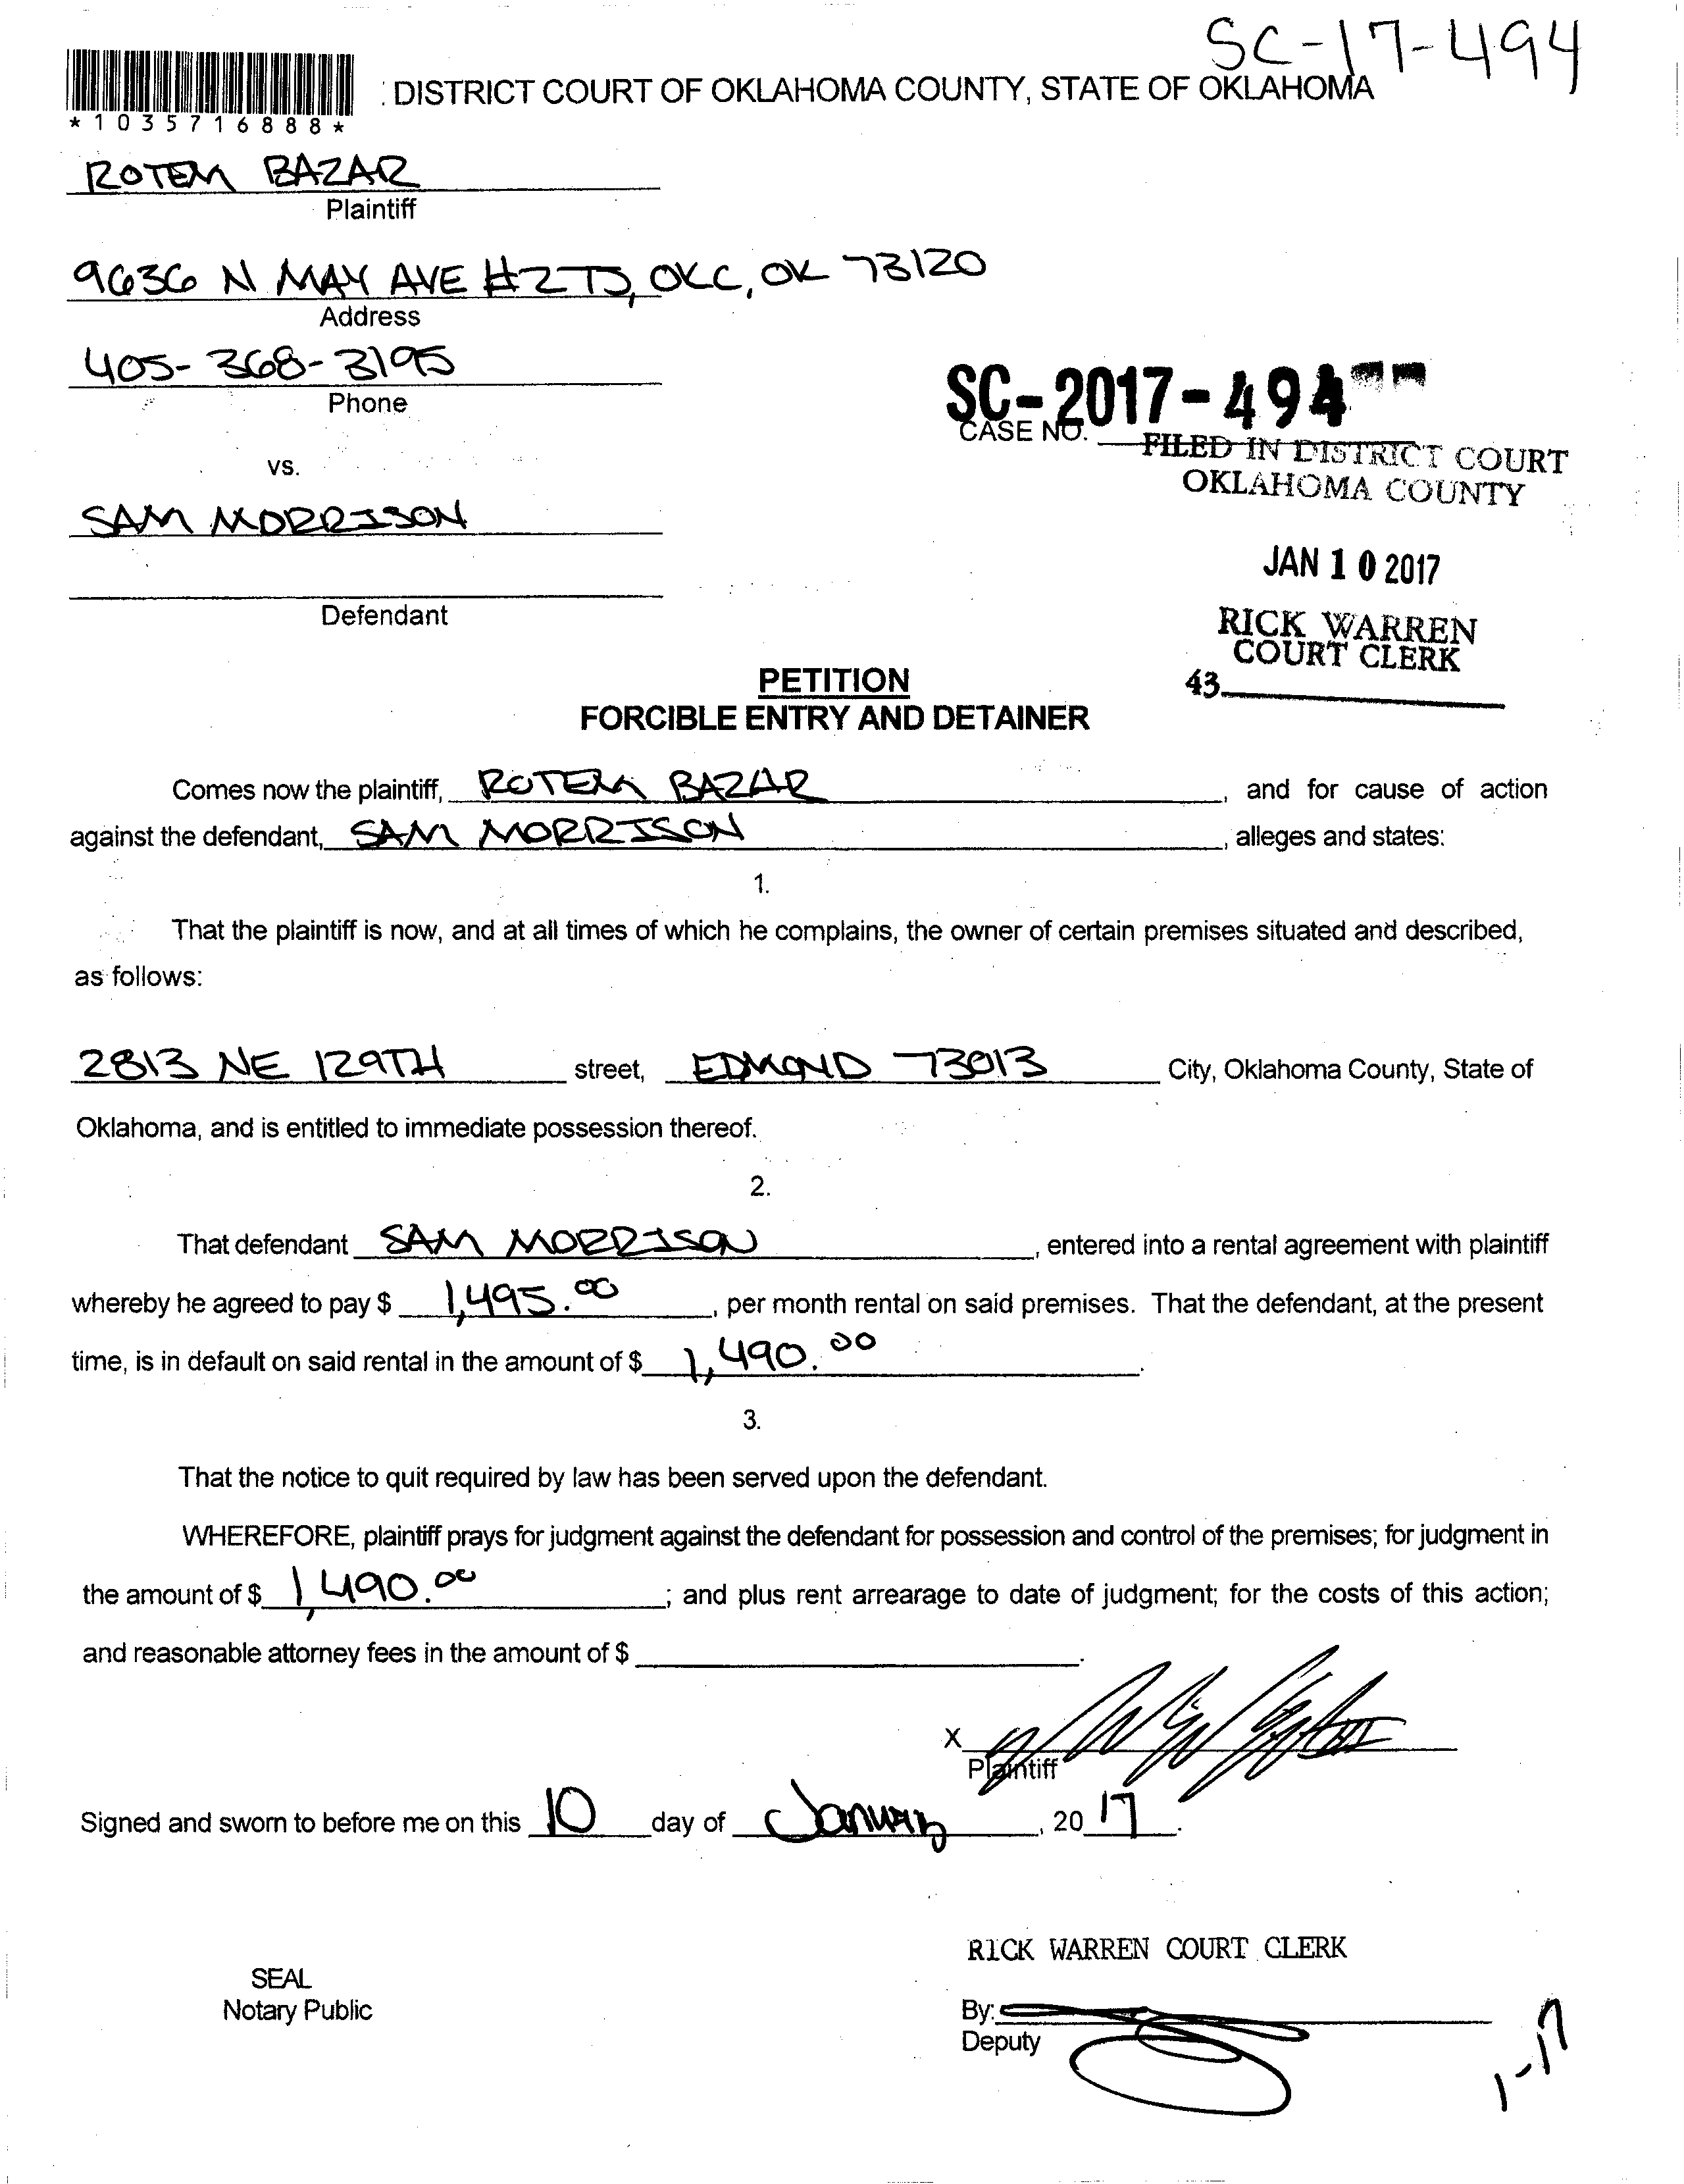 SC-17-494
: DISTRICT COURT OF OKLAHOMA COUNTY, STATE OF OKLAHOMA
*1035716888*
ROTEM BAZAR
Plaintiff
9636 N MAY AVE #275, OKC, OK 73120
Address
405-368-3195
Phone
SC-2017-494
CASE NO.
FILED IN DISTRICT COURT
OKLAHOMA COUNTY
vs.
SAM MORRISON
JAN 10 2017
Defendant
RICK WARREN
COURT CLERK
43
PETITION
FORCIBLE ENTRY AND DETAINER
Comes now the plaintiff, ROTEM BAZAR, and for cause of action
against the defendant, SAM MORRISON, alleges and states:
1.
That the plaintiff is now, and at all times of which he complains, the owner of certain premises situated and described,
as follows:
2813 NE 129TH street, EDMOND 73013 City, Oklahoma County, State of
Oklahoma, and is entitled to immediate possession thereof.
2.
That defendant SAM MORRISON, entered into a rental agreement with plaintiff
whereby he agreed to pay $ 1,495.00, per month rental on said premises. That the defendant, at the present
time, is in default on said rental in the amount of $ 1,490.00.
3.
That the notice to quit required by law has been served upon the defendant.
WHEREFORE, plaintiff prays for judgment against the defendant for possession and control of the premises; for judgment in
the amount of $ 1,490.00; and plus rent arrearage to date of judgment; for the costs of this action;
and reasonable attorney fees in the amount of $ .
X
Plaintiff
Signed and sworn to before me on this 10 day of January, 2017.
RICK WARREN COURT CLERK
SEAL
Notary Public
By:
Deputy
1-17